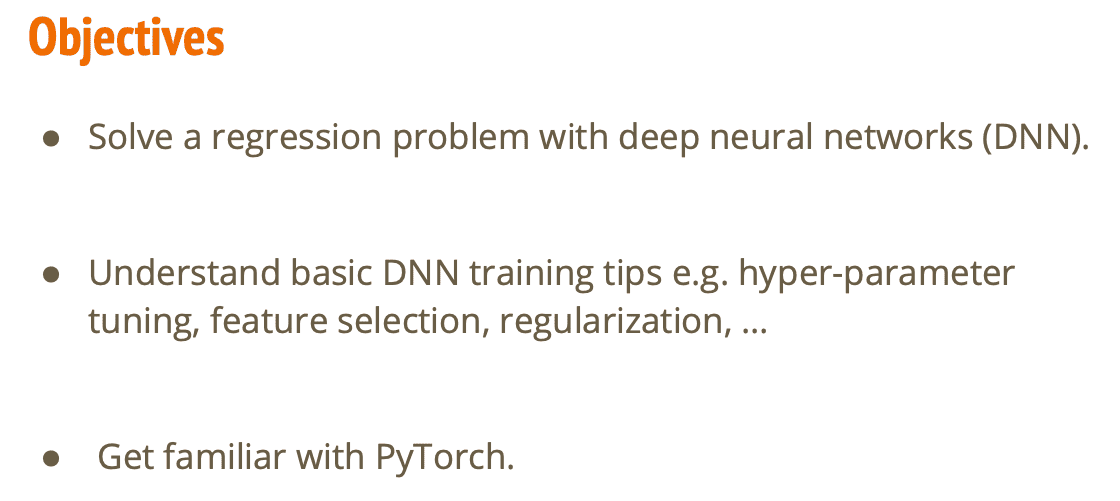 Objectives
● Solve a regression problem with deep neural networks (DNN).
● Understand basic DNN training tips e.g. hyper-parameter
tuning, feature selection, regularization, ...
● Get familiar with PyTorch.